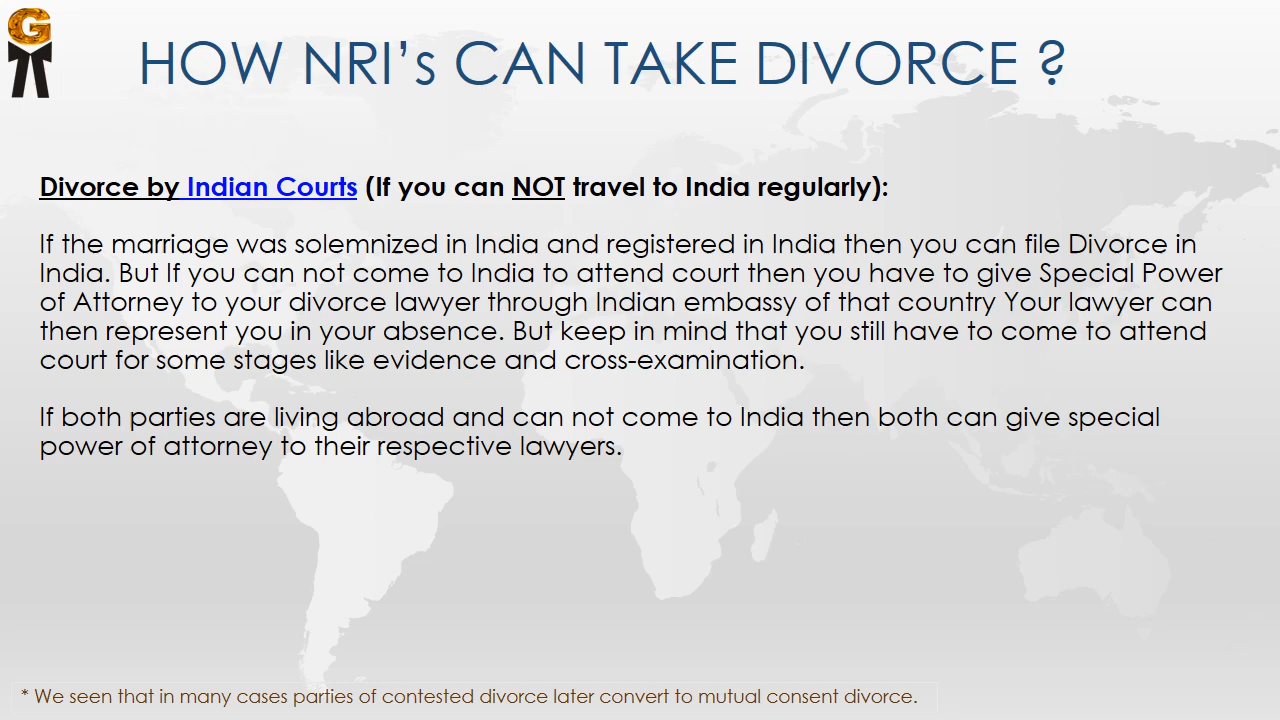 G
HOW NRI's CAN TAKE DIVORCE ?
Divorce by Indian Courts (If you can NOT travel to India regularly):
If the marriage was solemnized in India and registered in India then you can file Divorce in
India. But If you can not come to India to attend court then you have to give Special Power
of Attorney to your divorce lawyer through Indian embassy of that country Your lawyer can
then represent you in your absence. But keep in mind that you still have to come to attend
court for some stages like evidence and cross-examination.
If both parties are living abroad and can not come to India then both can give special
power of attorney to their respective lawyers.
* We seen that in many cases parties of contested divorce later convert to mutual consent divorce.